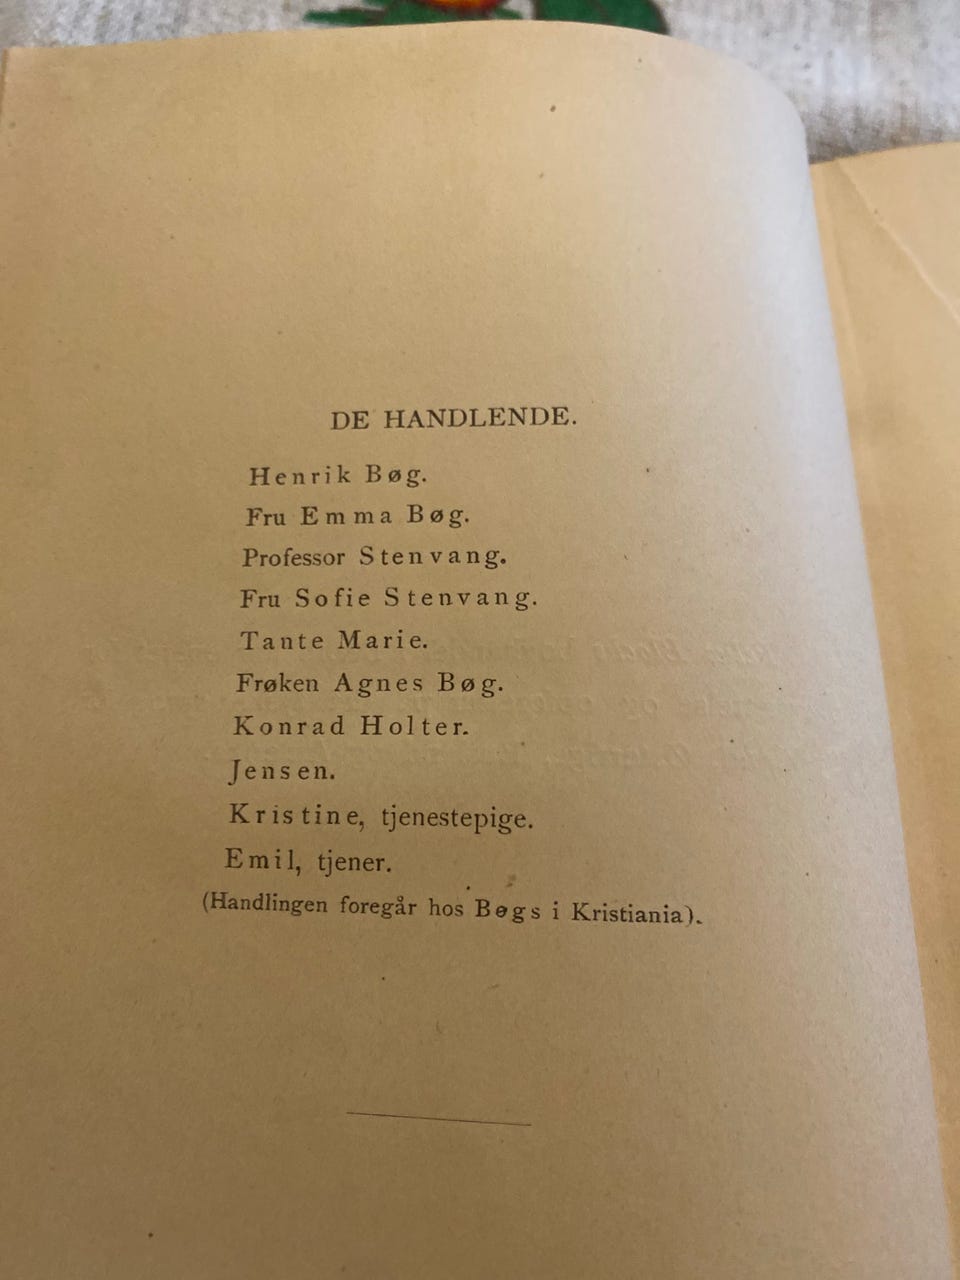 DE HANDLENDE.
Henrik Bøg.
Fru Emma Bøg.
Professor Stenvang.
Fru Sofie Stenvang.
Tante Marie.
Frøken Agnes Bøg.
Konrad Holter.
Jensen.
Kristine, tjenestepige.
Emil, tjener.
(Handlingen foregår hos Bøgs i Kristiania).